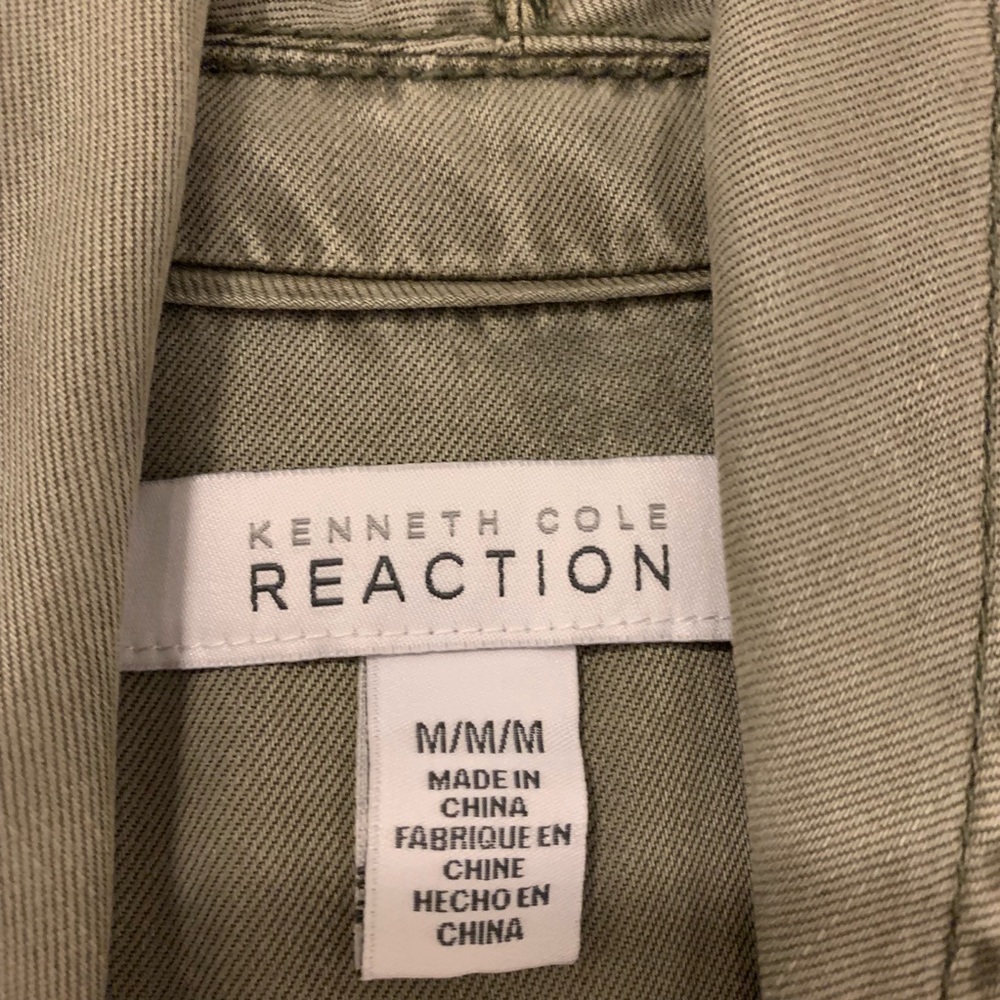 KENNETH COLE
REACTION
M/M/M
MADE IN
CHINA
FABRIQUE EN
CHINE
HECHO EN
CHINA